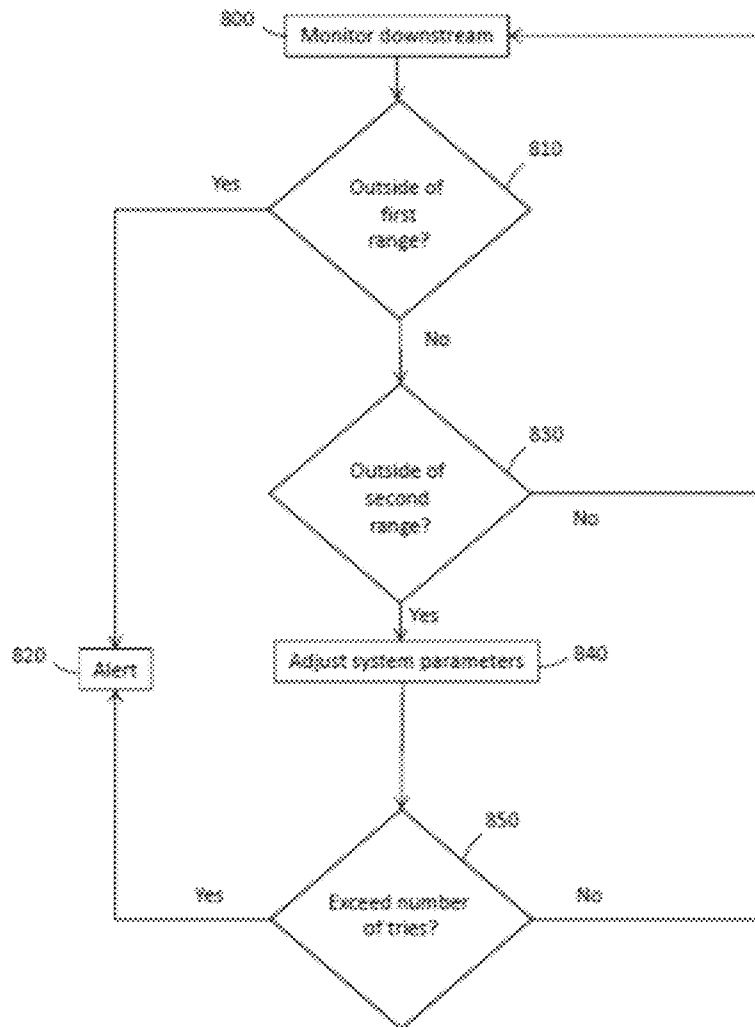 800
Monitor downstream
810
Yes
Outside of
first
range?
No
830
Outside of
second
range?
No
Yes
820
Alert
Adjust system parameters
840
850
Yes
Exceed number
of tries?
No